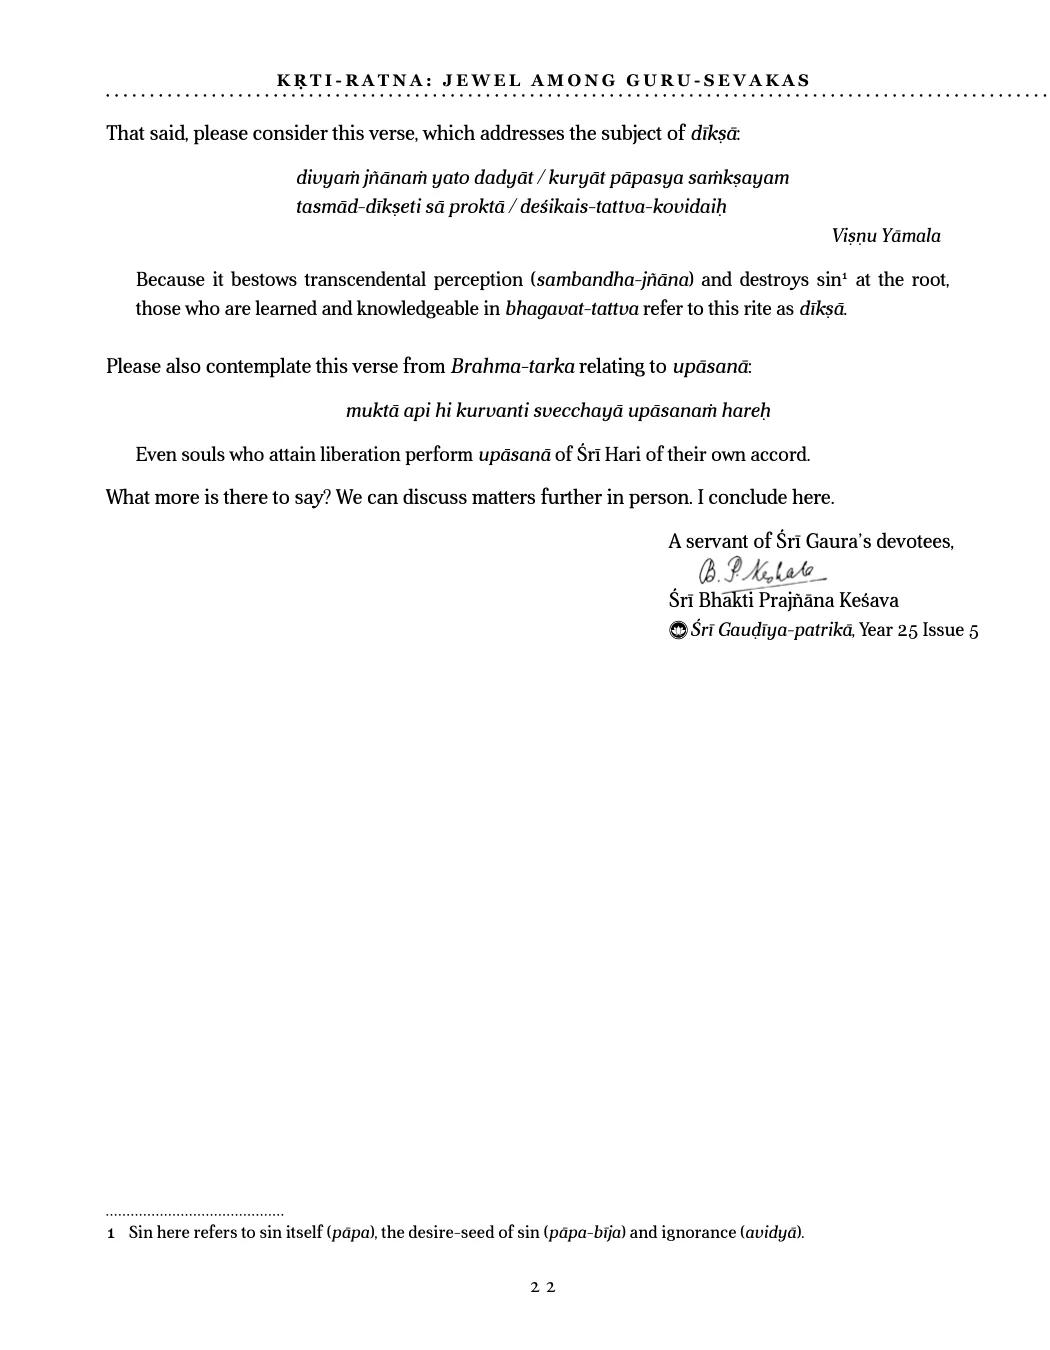 KṚTI-RATNA: JEWEL AMONG GURU-SEVAKAS
That said, please consider this verse, which addresses the subject of dīkṣā:
divyaṁ jñānaṁ yato dadyāt / kuryāt pāpasya saṁkṣayam
tasmād-dīkṣeti sā proktā / deśikais-tattva-kovidaiḥ
Viṣṇu Yāmala
Because it bestows transcendental perception (sambandha-jñāna) and destroys sin¹ at the root,
those who are learned and knowledgeable in bhagavat-tattva refer to this rite as dīkṣā.
Please also contemplate this verse from Brahma-tarka relating to upāsanā:
muktā api hi kurvanti svecchayā upāsanaṁ hareḥ
Even souls who attain liberation perform upāsanā of Śrī Hari of their own accord.
What more is there to say? We can discuss matters further in person. I conclude here.
A servant of Śrī Gaura’s devotees,
B. P. Keshab
Śrī Bhakti Prajñāna Keśava
Śrī Gauḍīya-patrikā, Year 25 Issue 5
1 Sin here refers to sin itself (pāpa), the desire-seed of sin (pāpa-bīja) and ignorance (avidyā).
22